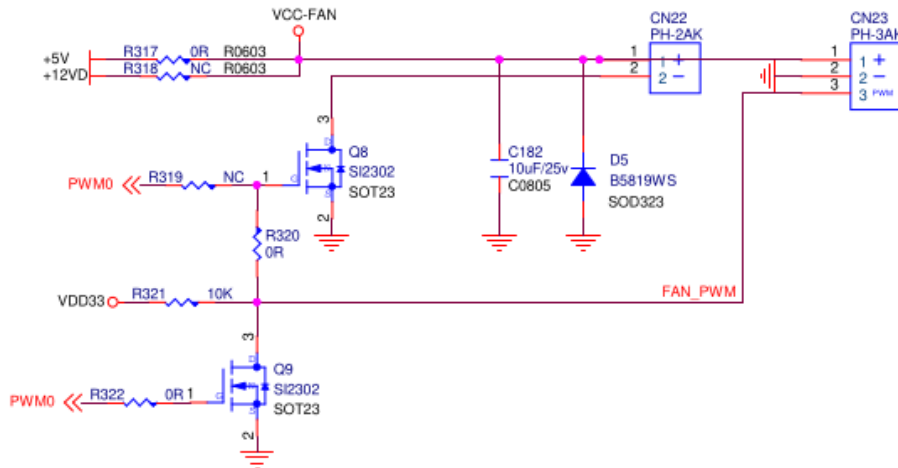 VCC-FAN
CN22
PH-2AK
CN23
PH-3AK
+5V
R317
0R
R0603
+12VD
R318
NC
R0603
1
2
1 +
2 −
1
2
3
1 +
2 −
3 PWM
3
Q8
SI2302
SOT23
PWM0
R319
NC
1
2
C182
10uF/25v
C0805
D5
B5819WS
SOD323
R320
0R
VDD33
R321
10K
FAN_PWM
3
Q9
SI2302
SOT23
PWM0
R322
0R
1
2